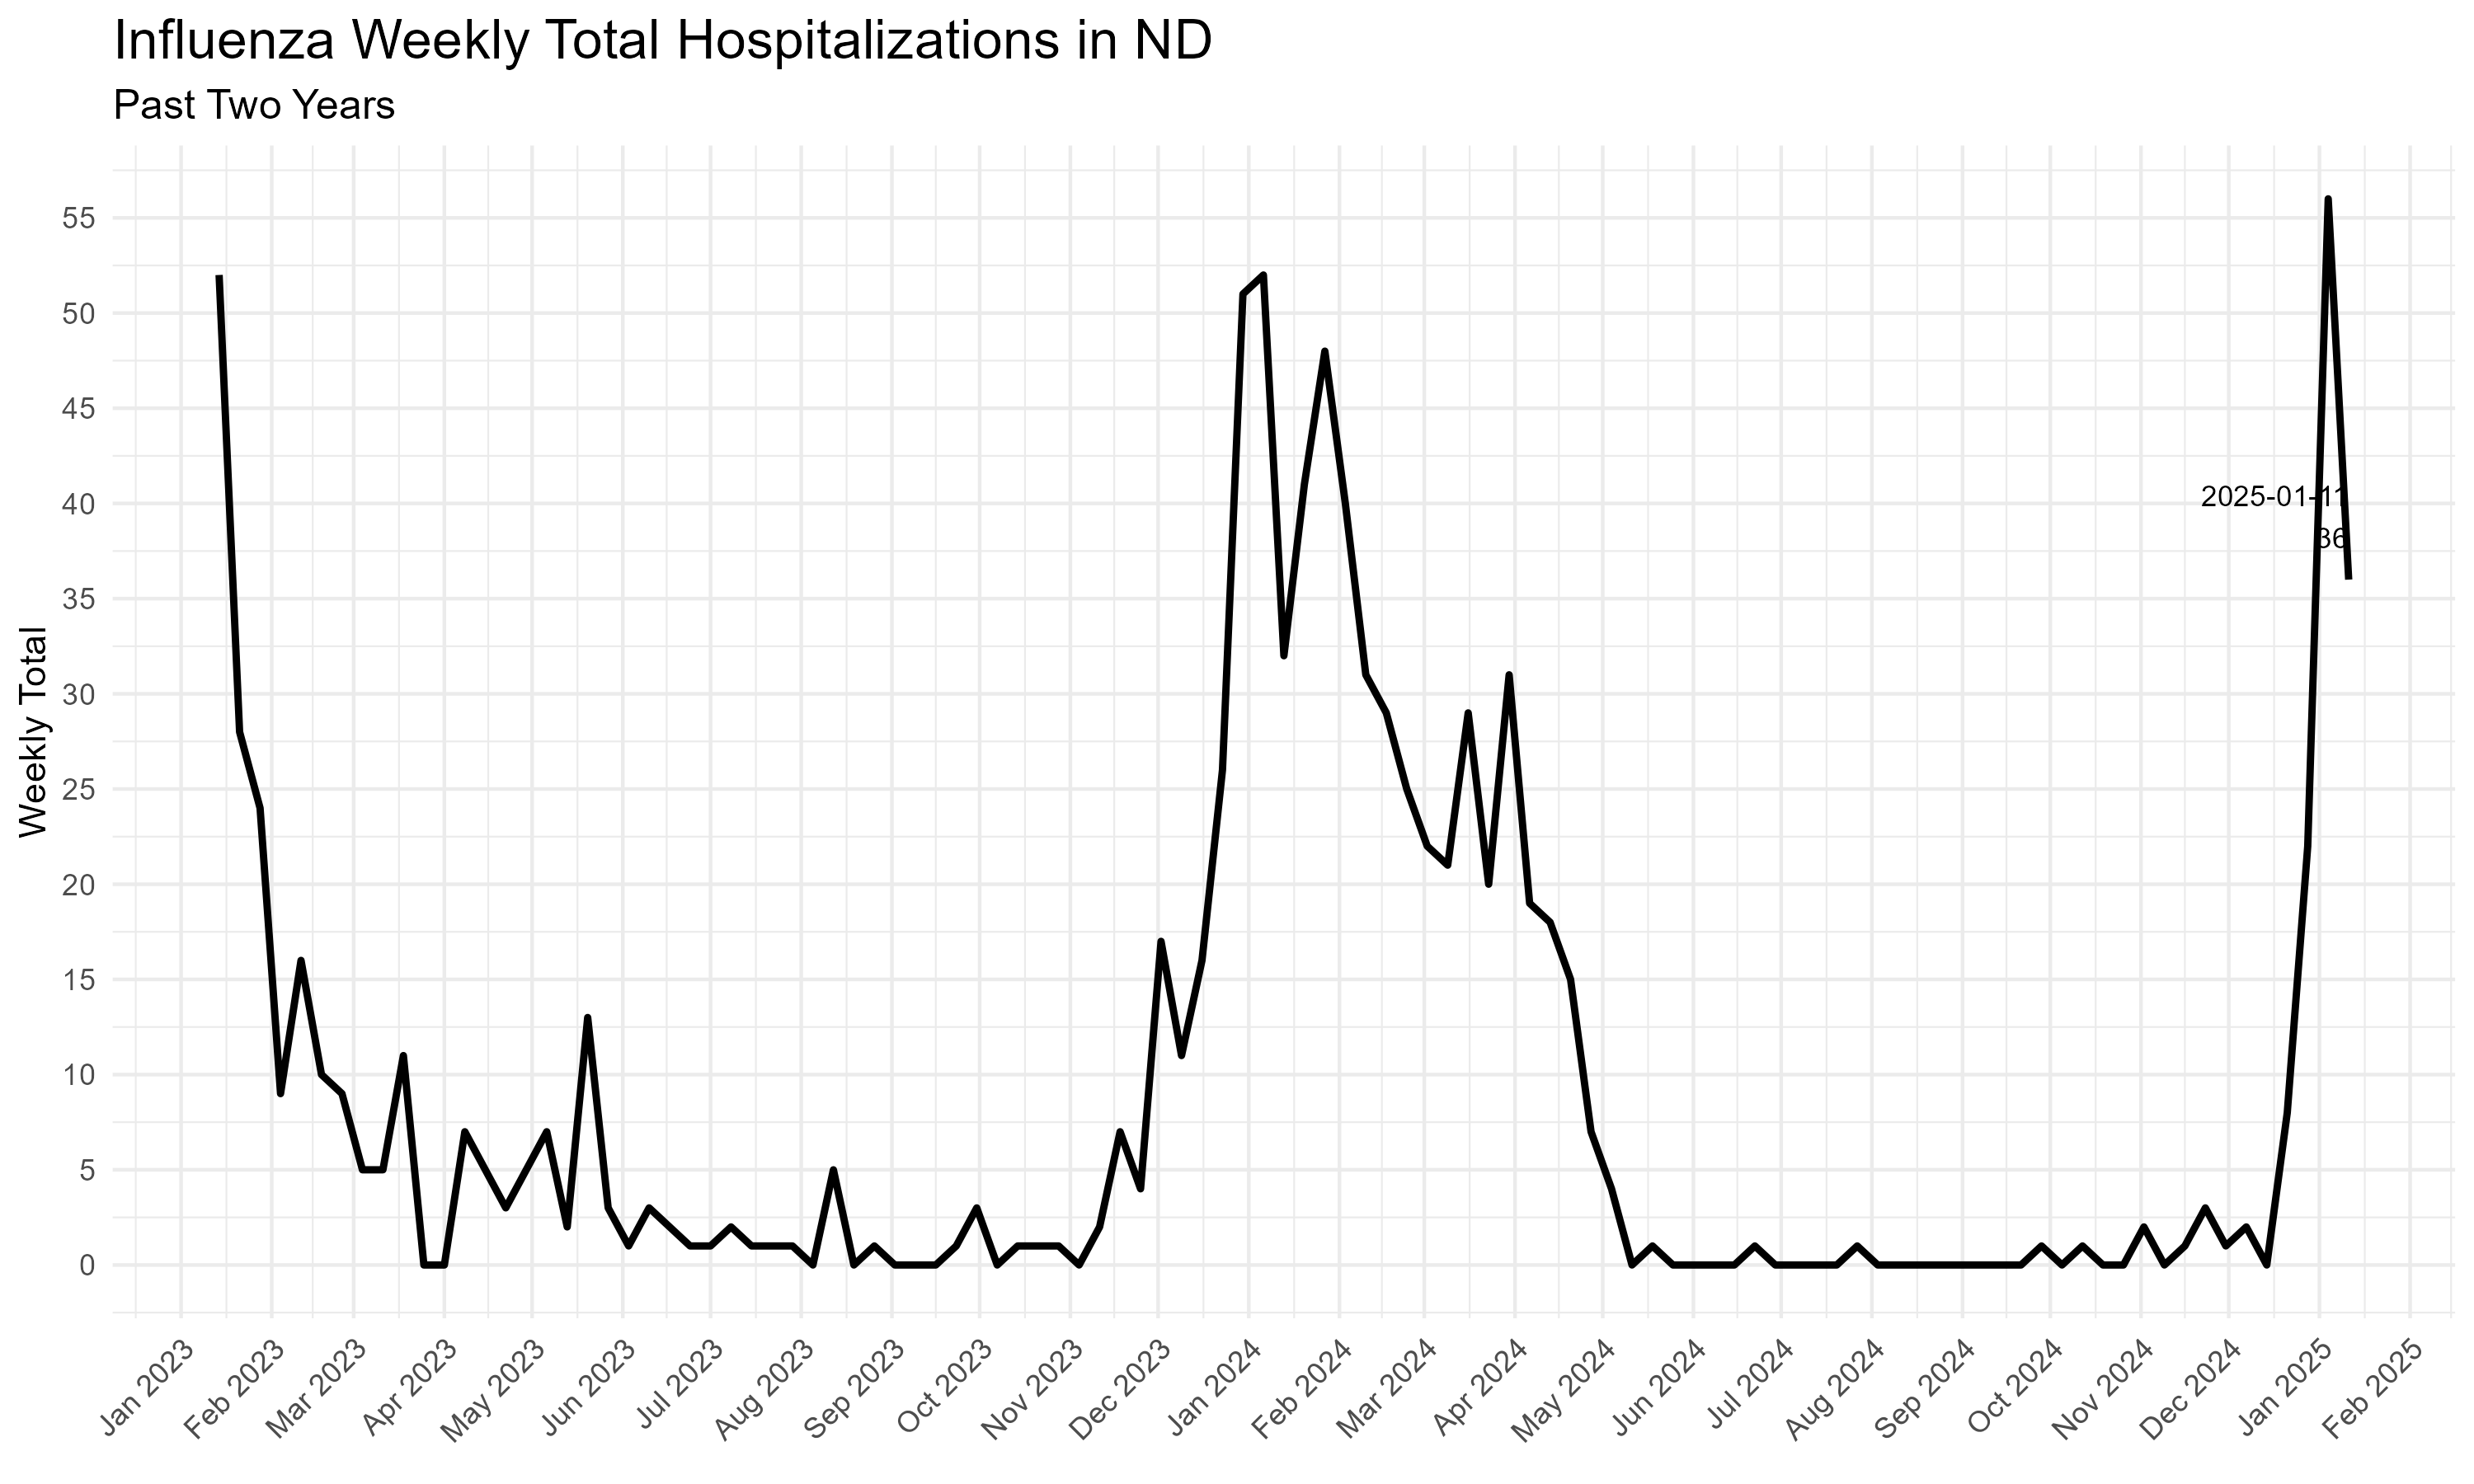 Influenza Weekly Total Hospitalizations in ND
Past Two Years
Weekly Total
55
50
45
40
35
30
25
20
15
10
5
0
2025-01-11
36
Jan 2023
Feb 2023
Mar 2023
Apr 2023
May 2023
Jun 2023
Jul 2023
Aug 2023
Sep 2023
Oct 2023
Nov 2023
Dec 2023
Jan 2024
Feb 2024
Mar 2024
Apr 2024
May 2024
Jun 2024
Jul 2024
Aug 2024
Sep 2024
Oct 2024
Nov 2024
Dec 2024
Jan 2025
Feb 2025